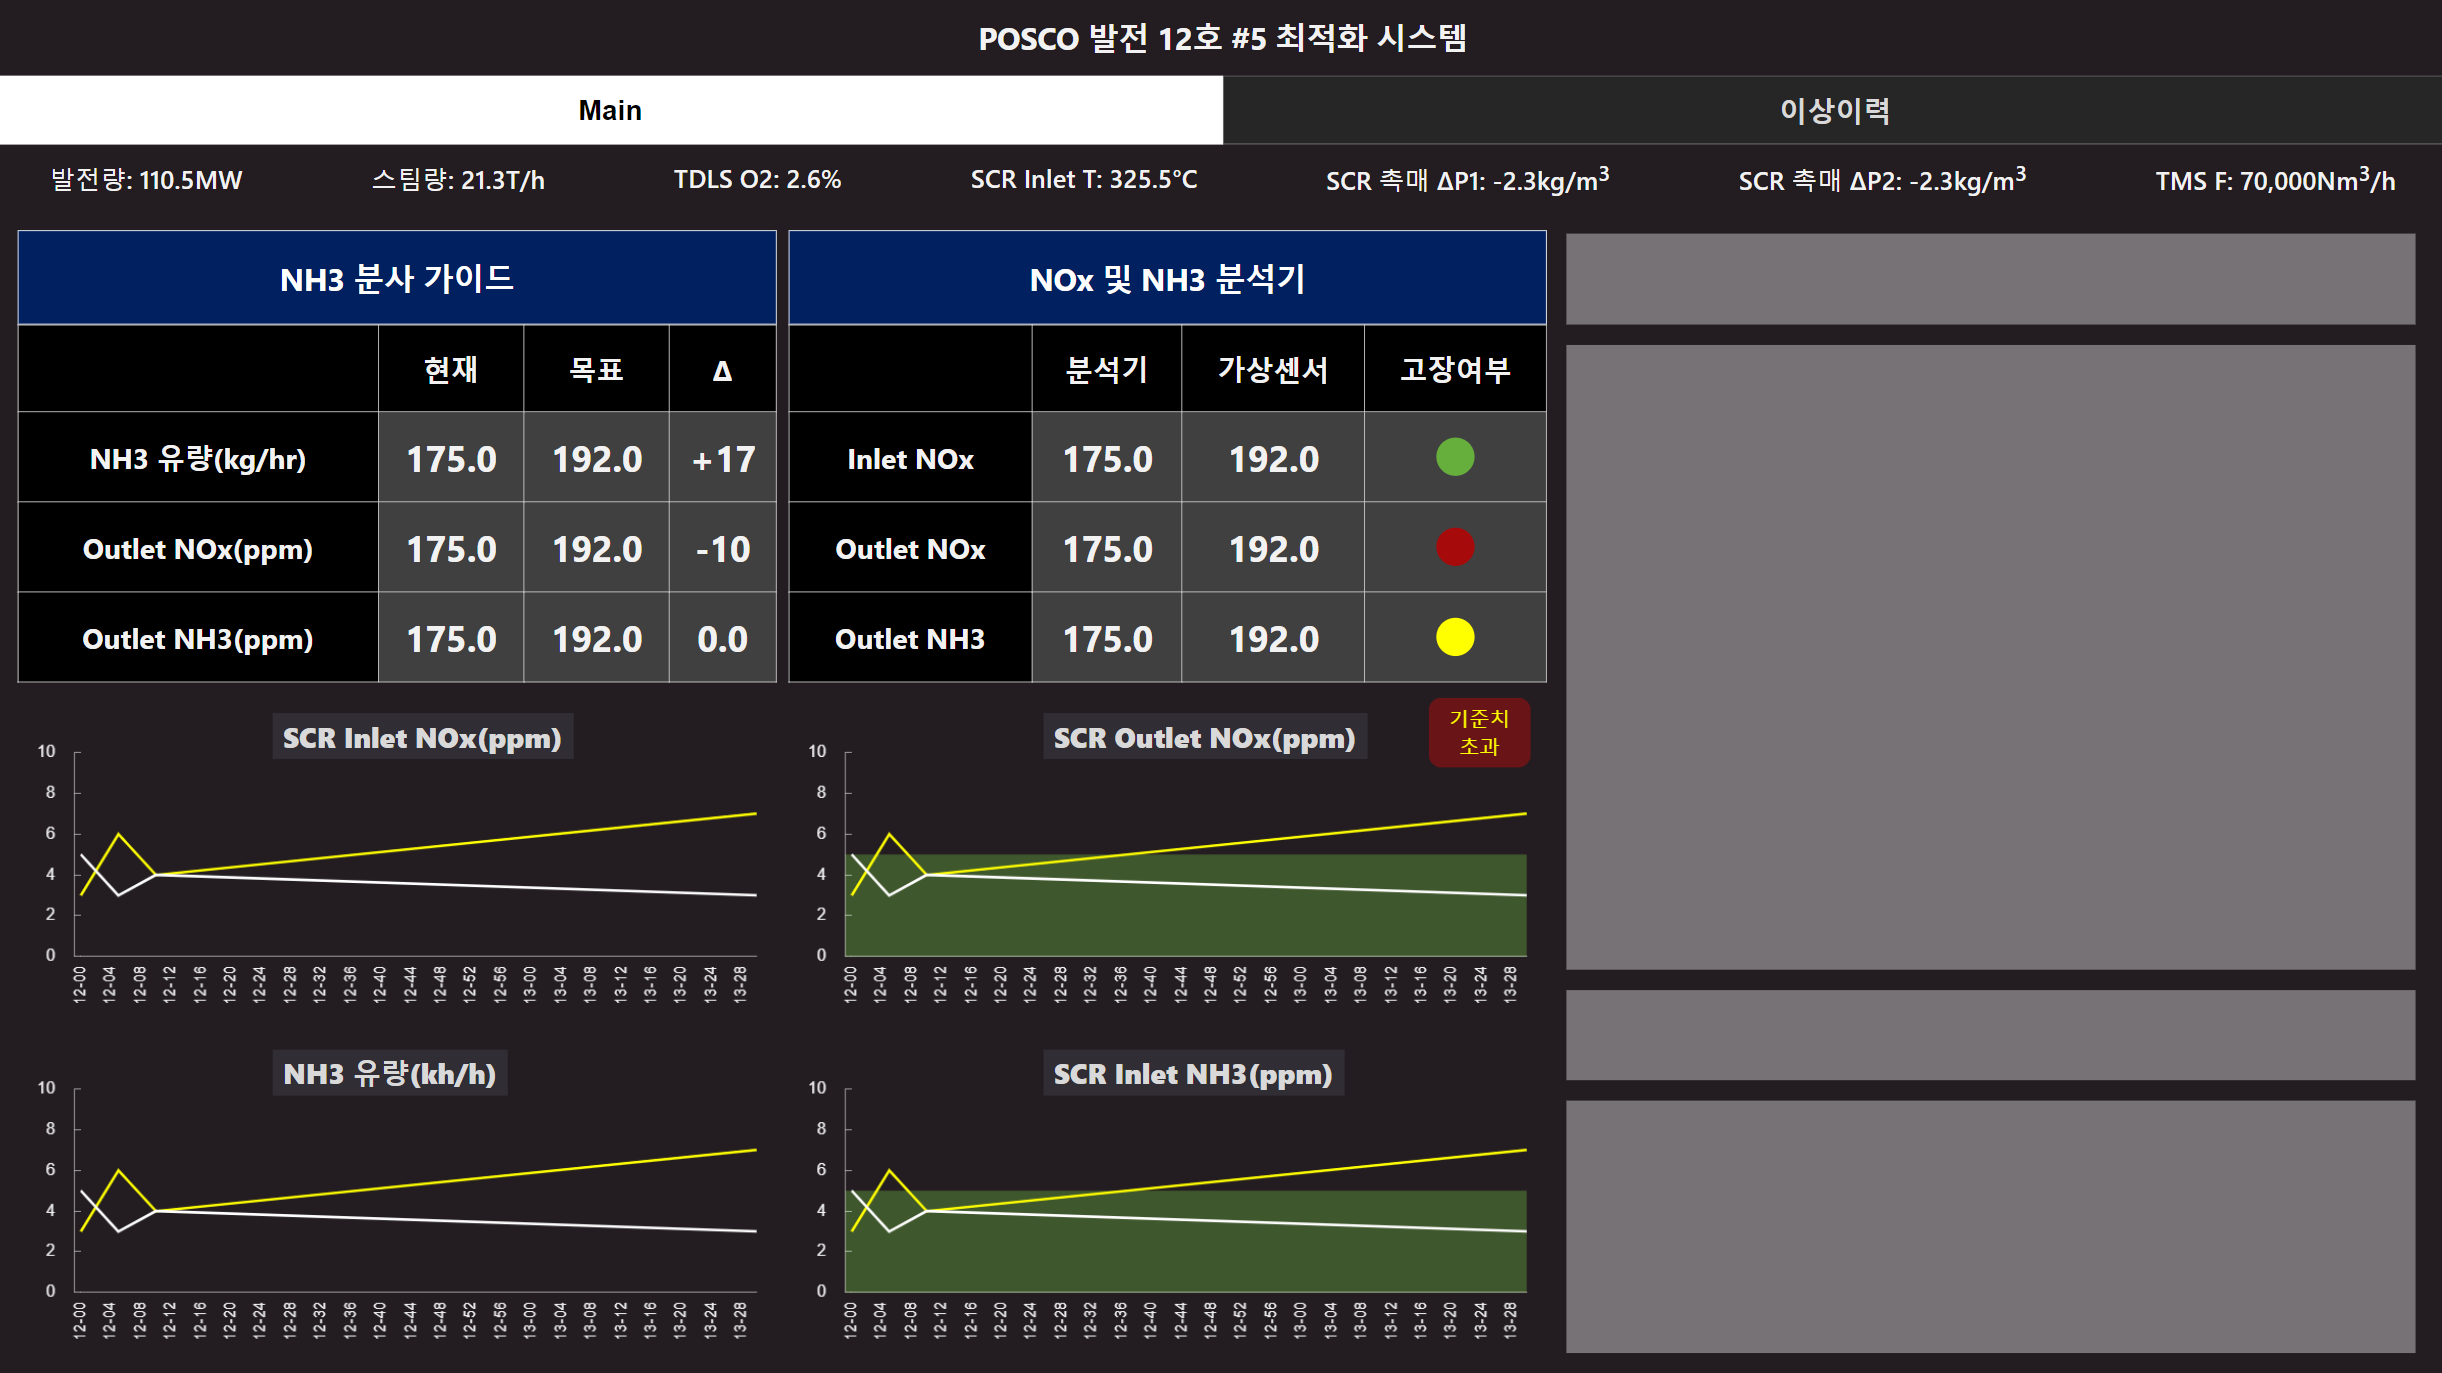 POSCO 발전 12호 #5 최적화 시스템
Main 이상이력
발전량: 110.5MW 스팀량: 21.3T/h TDLS O2: 2.6% SCR Inlet T: 325.5℃ SCR 촉매 ΔP1: -2.3kg/m³ SCR 촉매 ΔP2: -2.3kg/m³ TMS F: 70,000Nm³/h
NH3 분사 가이드
현재 목표 Δ
NH3 유량(kg/hr) 175.0 192.0 +17
Outlet NOx(ppm) 175.0 192.0 -10
Outlet NH3(ppm) 175.0 192.0 0.0
NOx 및 NH3 분석기
분석기 가상센서 고장여부
Inlet NOx 175.0 192.0
Outlet NOx 175.0 192.0
Outlet NH3 175.0 192.0
SCR Inlet NOx(ppm)
10
8
6
4
2
0
12-00 12-04 12-08 12-12 12-16 12-20 12-24 12-28 12-32 12-36 12-40 12-44 12-48 12-52 12-56 13-00 13-04 13-08 13-12 13-16 13-20 13-24 13-28
SCR Outlet NOx(ppm)
기준치
초과
10
8
6
4
2
0
12-00 12-04 12-08 12-12 12-16 12-20 12-24 12-28 12-32 12-36 12-40 12-44 12-48 12-52 12-56 13-00 13-04 13-08 13-12 13-16 13-20 13-24 13-28
NH3 유량(kh/h)
10
8
6
4
2
0
12-00 12-04 12-08 12-12 12-16 12-20 12-24 12-28 12-32 12-36 12-40 12-44 12-48 12-52 12-56 13-00 13-04 13-08 13-12 13-16 13-20 13-24 13-28
SCR Inlet NH3(ppm)
10
8
6
4
2
0
12-00 12-04 12-08 12-12 12-16 12-20 12-24 12-28 12-32 12-36 12-40 12-44 12-48 12-52 12-56 13-00 13-04 13-08 13-12 13-16 13-20 13-24 13-28